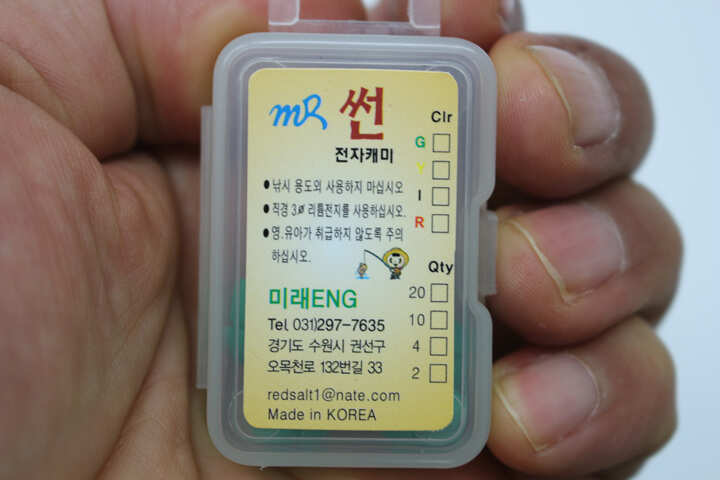 mR 썬
전자캐미
Clr
G
Y
I
R
● 낚시 용도외 사용하지 마십시오
● 직경 3∅ 리튬전지를 사용하십시오.
● 영.유아가 취급하지 않도록 주의
하십시오.
Qty
20
10
4
2
미래ENG
Tel. 031)297-7635
경기도 수원시 권선구
오목천로 132번길 33
redsalt1@nate.com
Made in KOREA